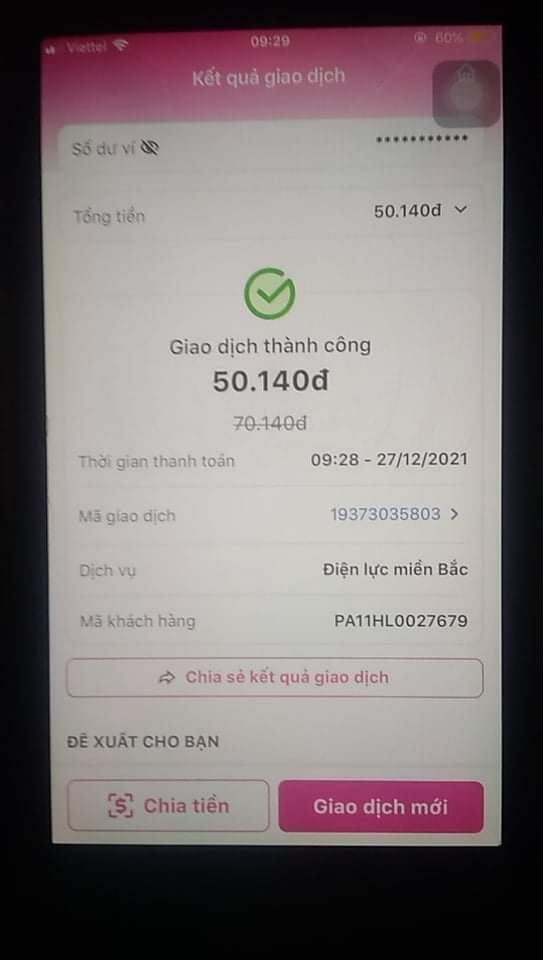 Viettel 09:29 60%
Kết quả giao dịch
Số dư ví ***********
Tổng tiền 50.140đ
Giao dịch thành công
50.140đ
70.140đ
Thời gian thanh toán 09:28 - 27/12/2021
Mã giao dịch 19373035803 >
Dịch vụ Điện lực miền Bắc
Mã khách hàng PA11HL0027679
Chia sẻ kết quả giao dịch
ĐỀ XUẤT CHO BẠN
Chia tiền Giao dịch mới